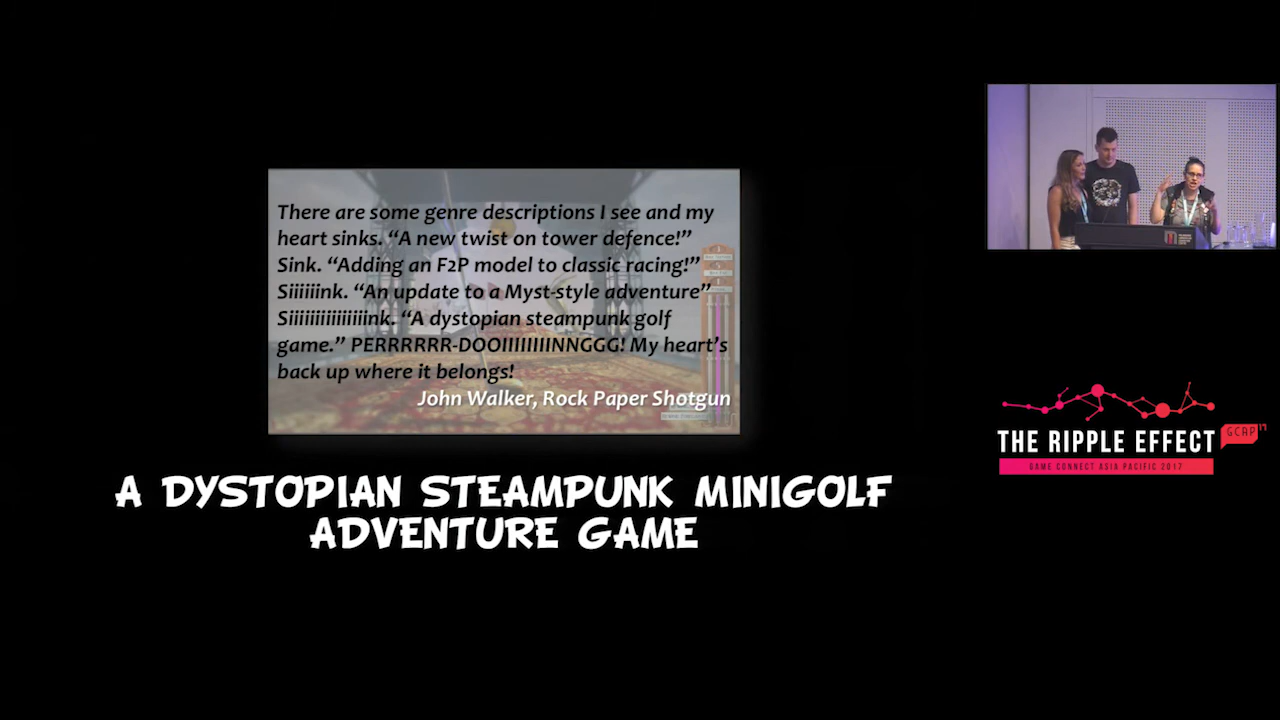 There are some genre descriptions I see and my
heart sinks. “A new twist on tower defence!”
Sink. “Adding an F2P model to classic racing!”
Siiiiiink. “An update to a Myst-style adventure”
Siiiiiiiiiiiiiiink. “A dystopian steampunk golf
game.” PERRRRRR-DOOIIIIIIIINNGGG! My heart’s
back up where it belongs!
John Walker, Rock Paper Shotgun
A DYSTOPIAN STEAMPUNK MINIGOLF
ADVENTURE GAME
THE RIPPLE EFFECT
GCAP 17
GAME CONNECT ASIA PACIFIC 2017